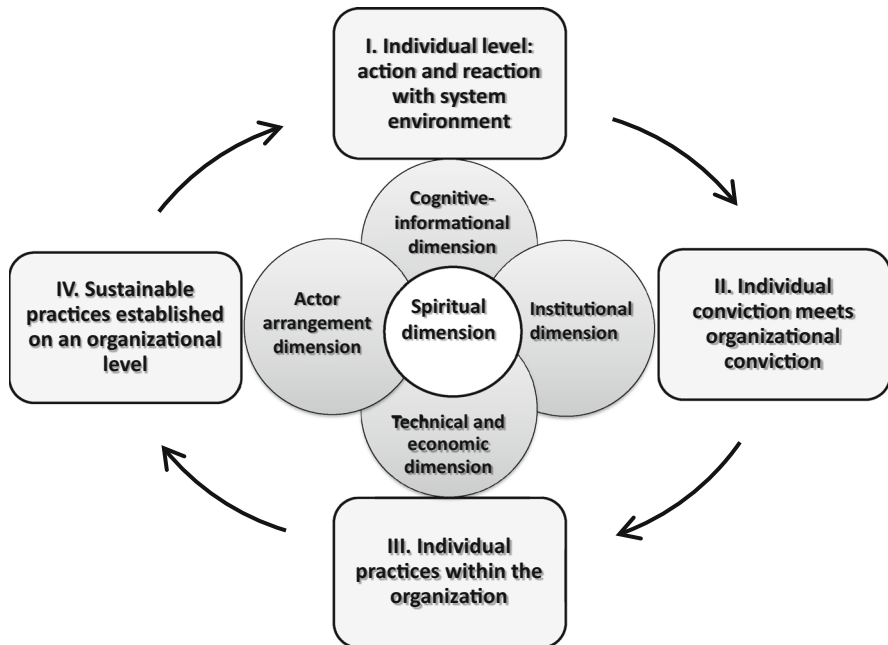 I. Individual level:
action and reaction
with system
environment
Cognitive-
informational
dimension
IV. Sustainable
practices established
on an organizational
level
Actor
arrangement
dimension
Spiritual
dimension
Institutional
dimension
II. Individual
conviction meets
organizational
conviction
Technical and
economic
dimension
III. Individual
practices within the
organization